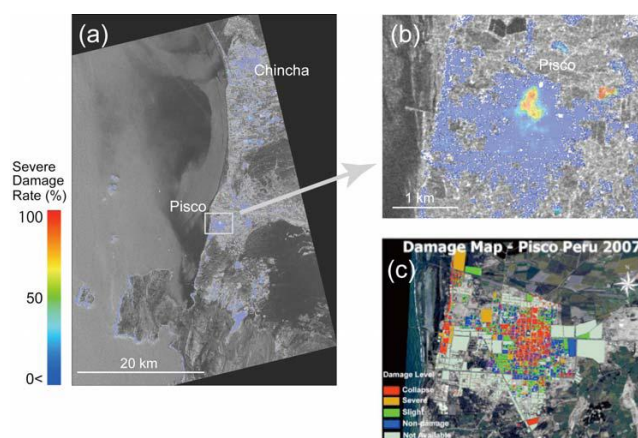 (a)
Chincha
Pisco
20 km
Severe
Damage
Rate (%)
100
50
0<
(b)
Pisco
1 km
Damage Map - Pisco Peru 2007
(c)
Damage Level
Collapse
Severe
Slight
Non-damage
Not Available